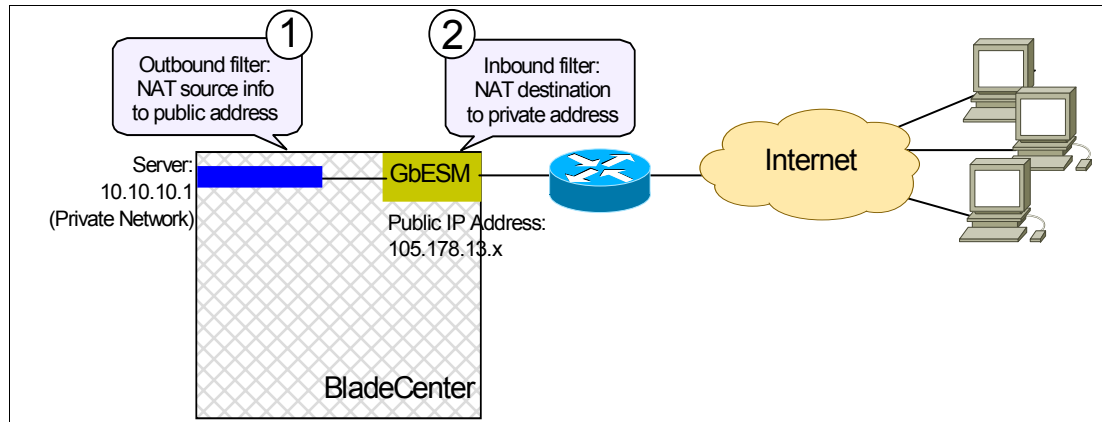 1
Outbound filter:
NAT source info
to public address
2
Inbound filter:
NAT destination
to private address
Server:
10.10.10.1
(Private Network)
GbESM
Public IP Address:
105.178.13.x
Internet
BladeCenter